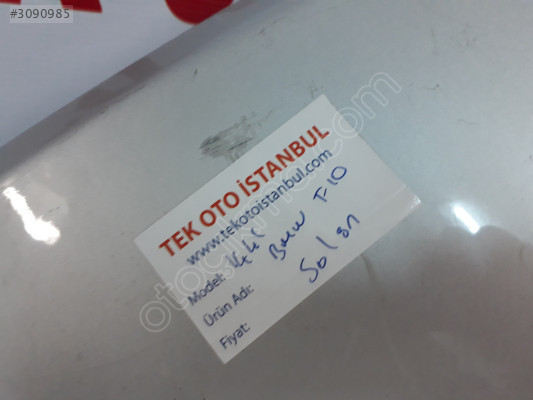 #3090985
TEK OTO İSTANBUL
www.tekotoistanbul.com
Model:
Ürün Adı: Bmw F10
Fiyat: Sol ön